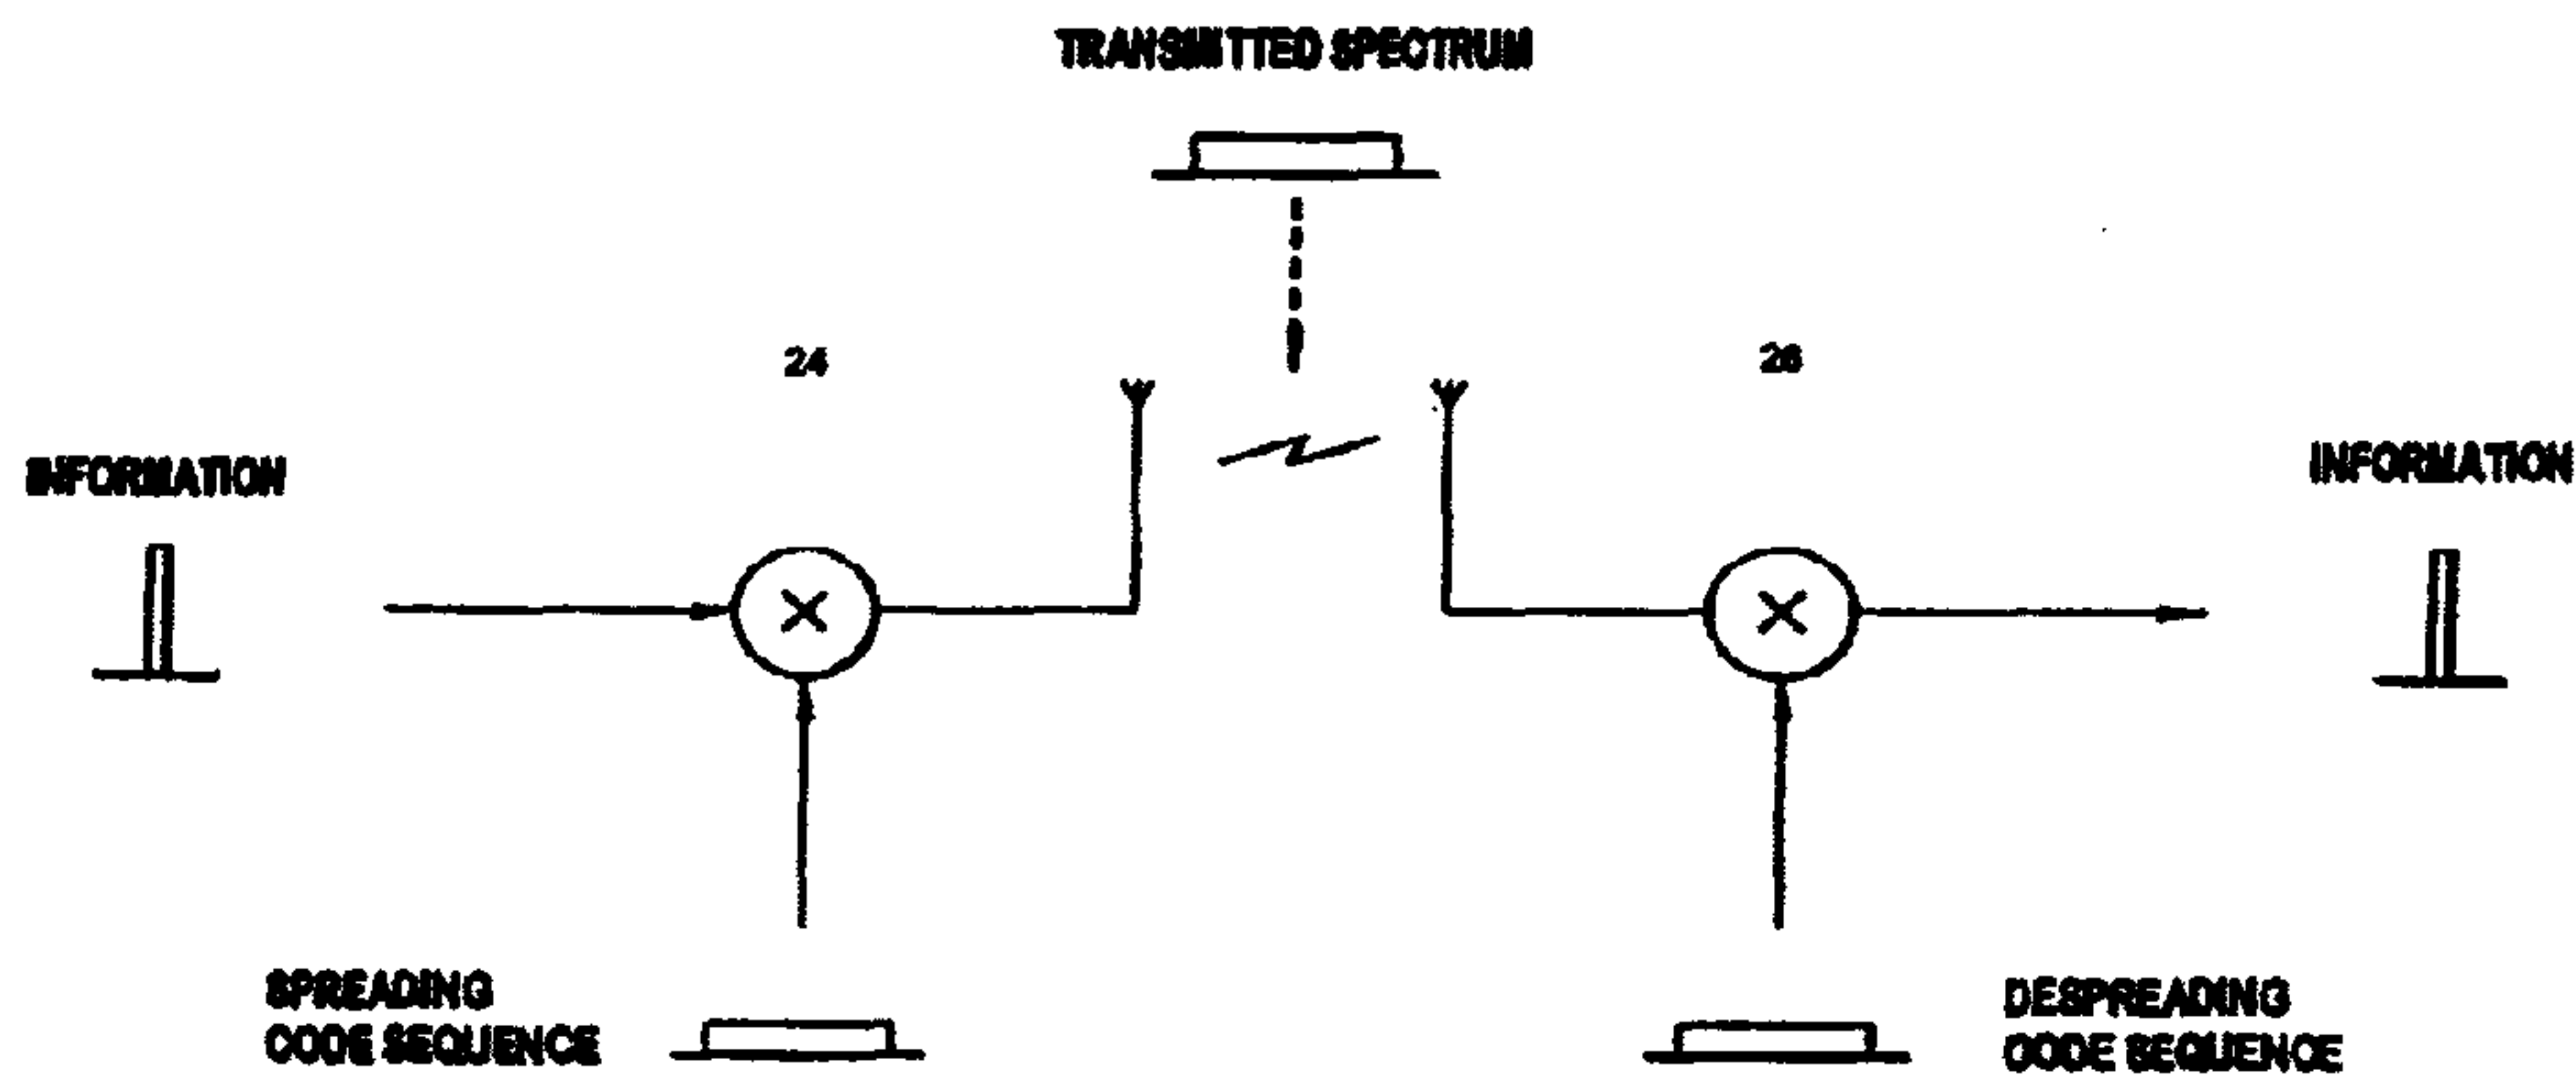 TRANSMITTED SPECTRUM
24
26
INFORMATION
INFORMATION
SPREADING
CODE SEQUENCE
DESPREADING
CODE SEQUENCE